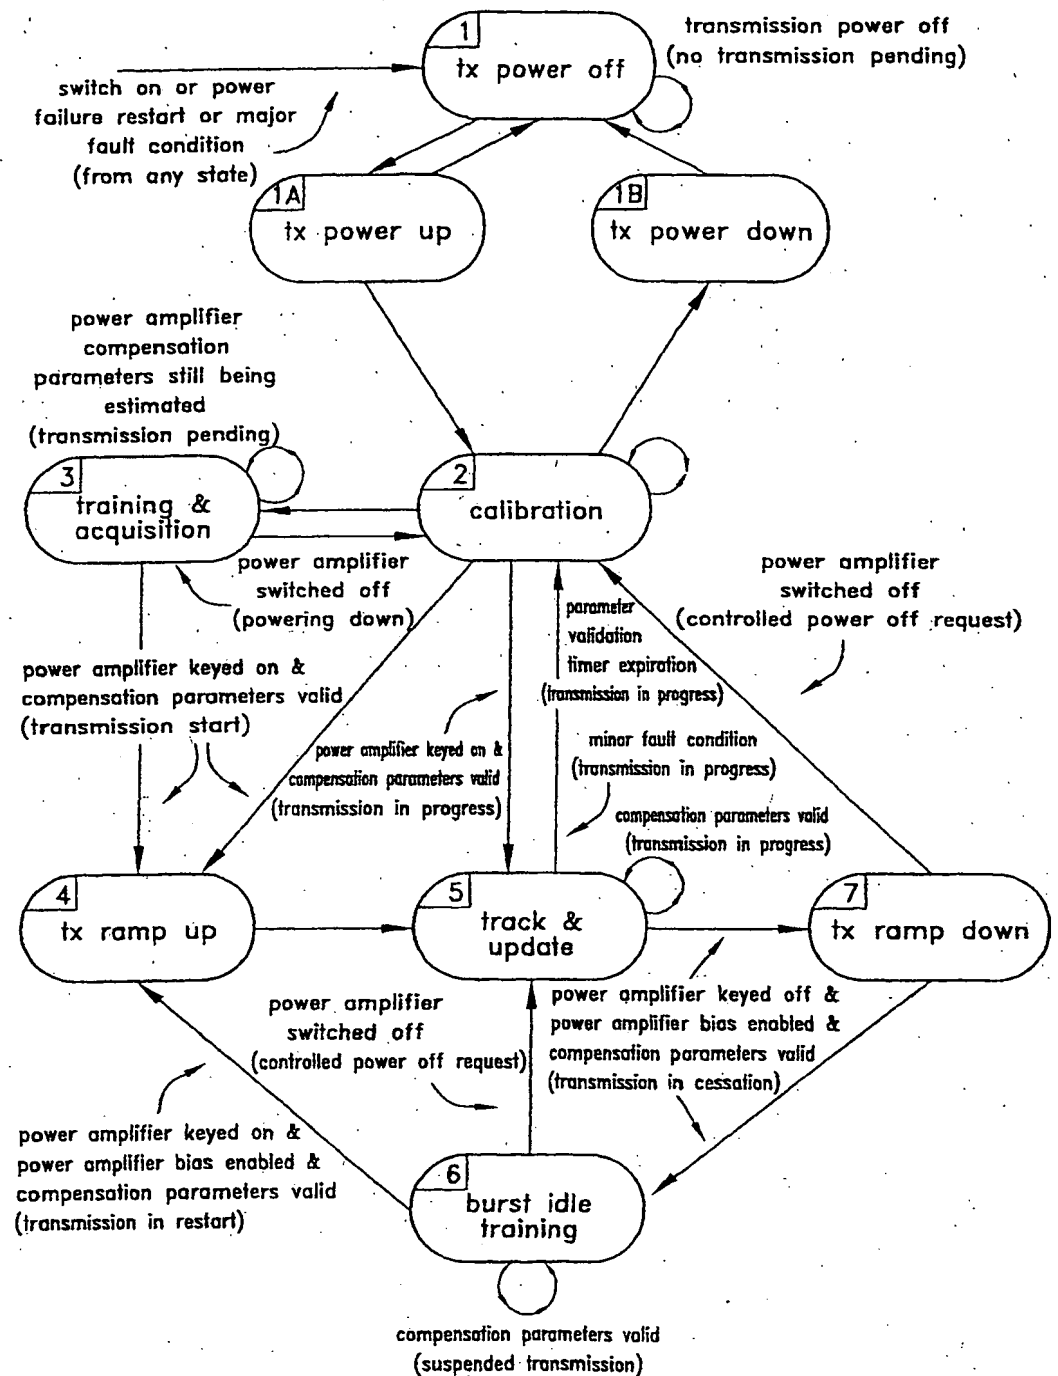 1
tx power off
transmission power off
(no transmission pending)
switch on or power
failure restart or major
fault condition
(from any state)
1A
tx power up
1B
tx power down
power amplifier
compensation
parameters still being
estimated
(transmission pending)
3
training &
acquisition
2
calibration
power amplifier
switched off
(powering down)
power amplifier
switched off
(controlled power off request)
parameter
validation
timer expiration
(transmission in progress)
power amplifier keyed on &
compensation parameters valid
(transmission start)
power amplifier keyed on &
compensation parameters valid
(transmission in progress)
minor fault condition
(transmission in progress)
compensation parameters valid
(transmission in progress)
4
tx ramp up
5
track &
update
7
tx ramp down
power amplifier
switched off
(controlled power off request)
power amplifier keyed off &
power amplifier bias enabled &
compensation parameters valid
(transmission in cessation)
power amplifier keyed on &
power amplifier bias enabled &
compensation parameters valid
(transmission in restart)
6
burst idle
training
compensation parameters valid
(suspended transmission)